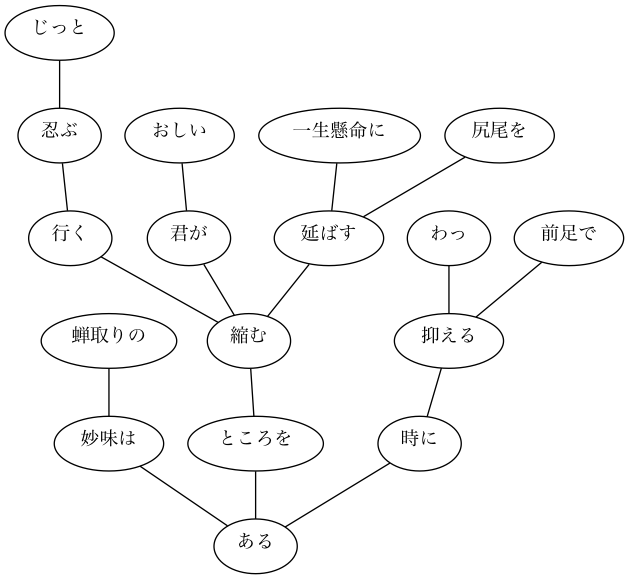 じっと
忍ぶ
おしい
一生懸命に
尻尾を
行く
君が
延ばす
わっ
前足で
蝉取りの
縮む
抑える
妙味は
ところを
時に
ある